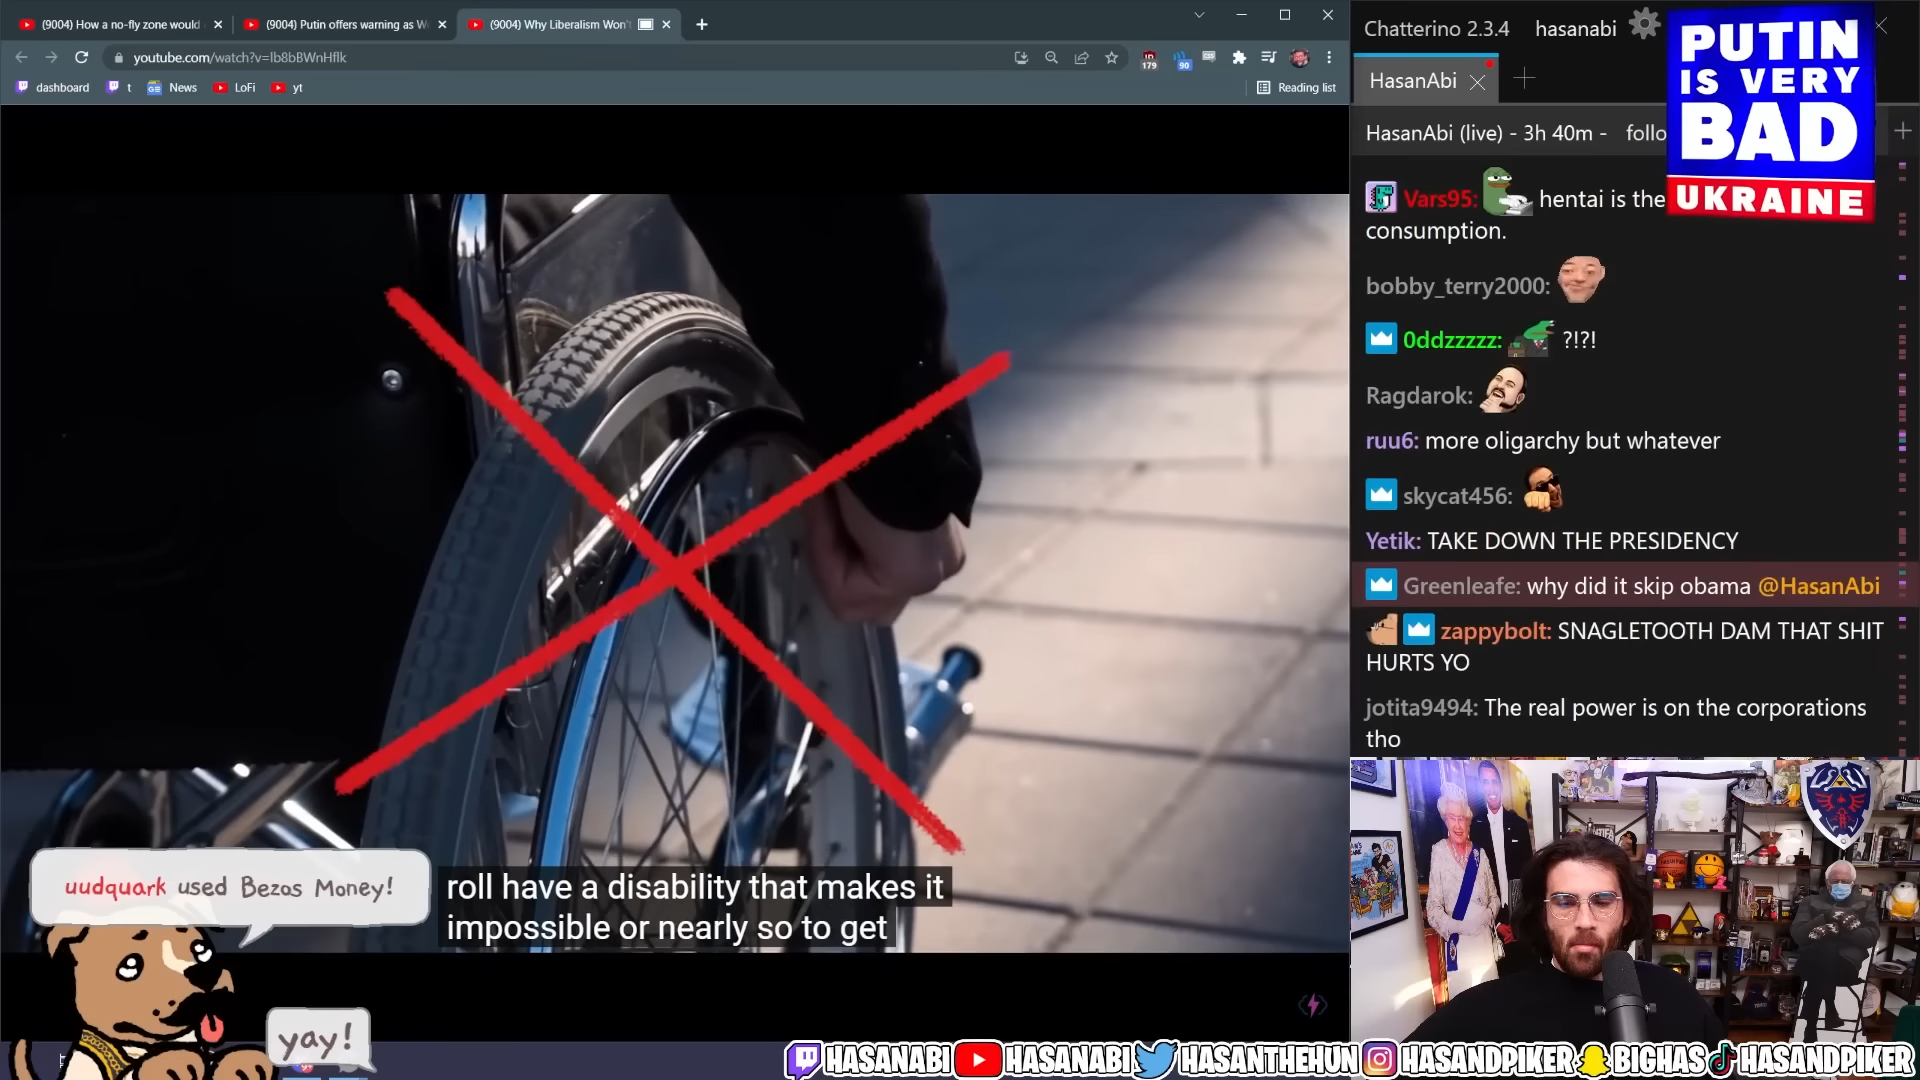 (9004) How a no-fly zone would
(9004) Putin offers warning as W
(9004) Why Liberalism Won'
youtube.com/watch?v=lb8bBWnHflk
179
90
dashboard
t
News
LoFi
yt
Reading list
roll have a disability that makes it
impossible or nearly so to get
uudquark used Bezos Money!
yay!
Chatterino 2.3.4
hasanabi
HasanAbi
HasanAbi (live) - 3h 40m - follo
PUTIN
IS VERY
BAD
UKRAINE
Vars95: hentai is the
consumption.
bobby_terry2000:
0ddzzzzz: ?!?!
Ragdarok:
ruu6: more oligarchy but whatever
skycat456:
Yetik: TAKE DOWN THE PRESIDENCY
Greenleafe: why did it skip obama @HasanAbi
zappybolt: SNAGLETOOTH DAM THAT SHIT
HURTS YO
jotita9494: The real power is on the corporations
tho
HASANABI HASANABI HASANTHEHUN HASANDPIKER BIGHAS HASANDPIKER